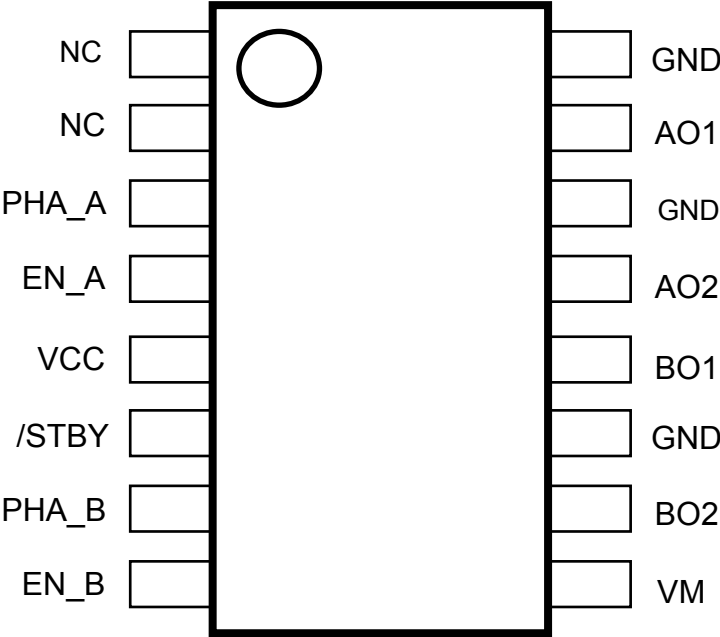 NC
GND
NC
AO1
PHA_A
GND
EN_A
AO2
VCC
BO1
/STBY
GND
PHA_B
BO2
EN_B
VM